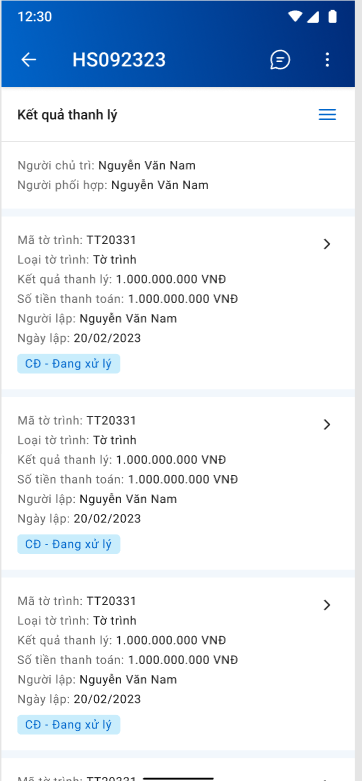 12:30
HS092323
Kết quả thanh lý
Người chủ trì: Nguyễn Văn Nam
Người phối hợp: Nguyễn Văn Nam
Mã tờ trình: TT20331
Loại tờ trình: Tờ trình
Kết quả thanh lý: 1.000.000.000 VNĐ
Số tiền thanh toán: 1.000.000.000 VNĐ
Người lập: Nguyễn Văn Nam
Ngày lập: 20/02/2023
CĐ - Đang xử lý
Mã tờ trình: TT20331
Loại tờ trình: Tờ trình
Kết quả thanh lý: 1.000.000.000 VNĐ
Số tiền thanh toán: 1.000.000.000 VNĐ
Người lập: Nguyễn Văn Nam
Ngày lập: 20/02/2023
CĐ - Đang xử lý
Mã tờ trình: TT20331
Loại tờ trình: Tờ trình
Kết quả thanh lý: 1.000.000.000 VNĐ
Số tiền thanh toán: 1.000.000.000 VNĐ
Người lập: Nguyễn Văn Nam
Ngày lập: 20/02/2023
CĐ - Đang xử lý
Mã tờ trình: TT20331